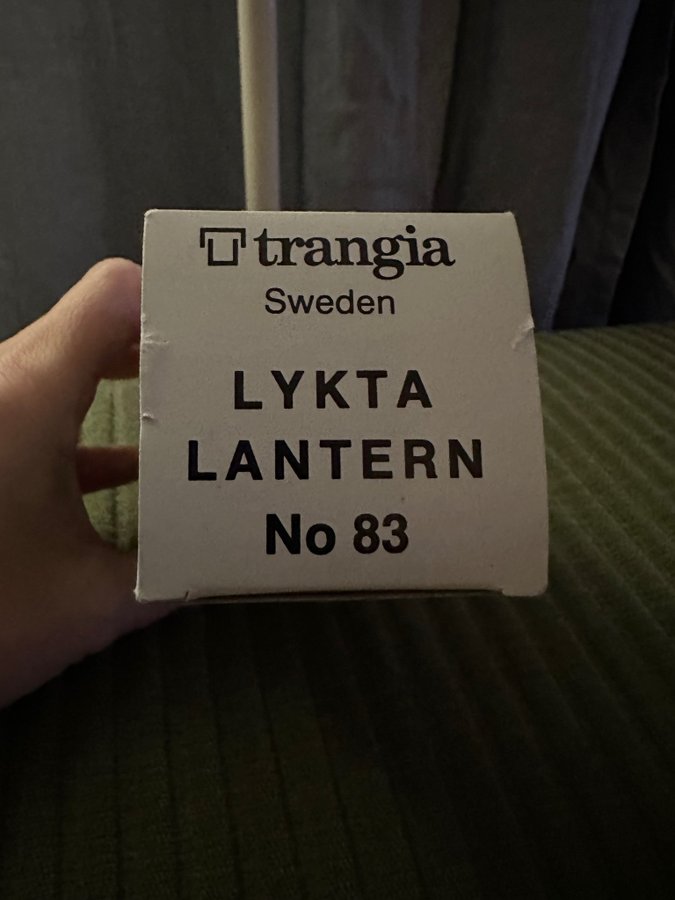 trangia
Sweden
LYKTA
LANTERN
No 83